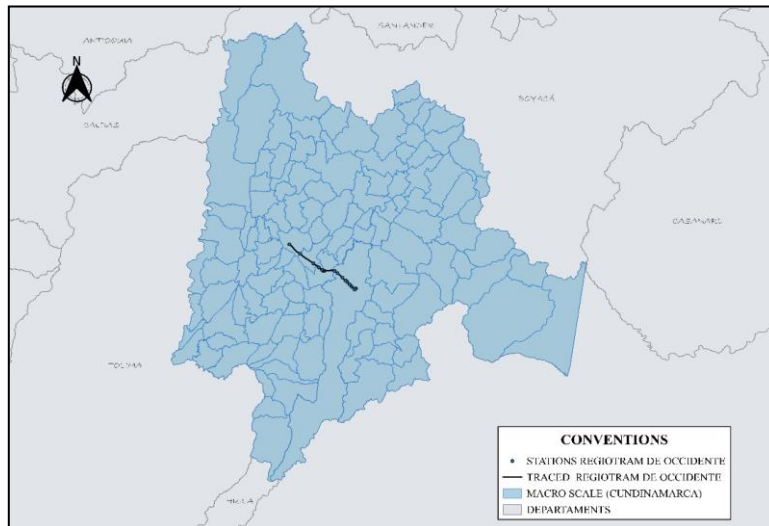 SANTANDER
ANTIOQUIA
N
BOYACÁ
CALDAS
CASANARE
TOLIMA
HUILA
CONVENTIONS
STATIONS REGIOTRAM DE OCCIDENTE
TRACED REGIOTRAM DE OCCIDENTE
MACRO SCALE (CUNDINAMARCA)
DEPARTAMENTS